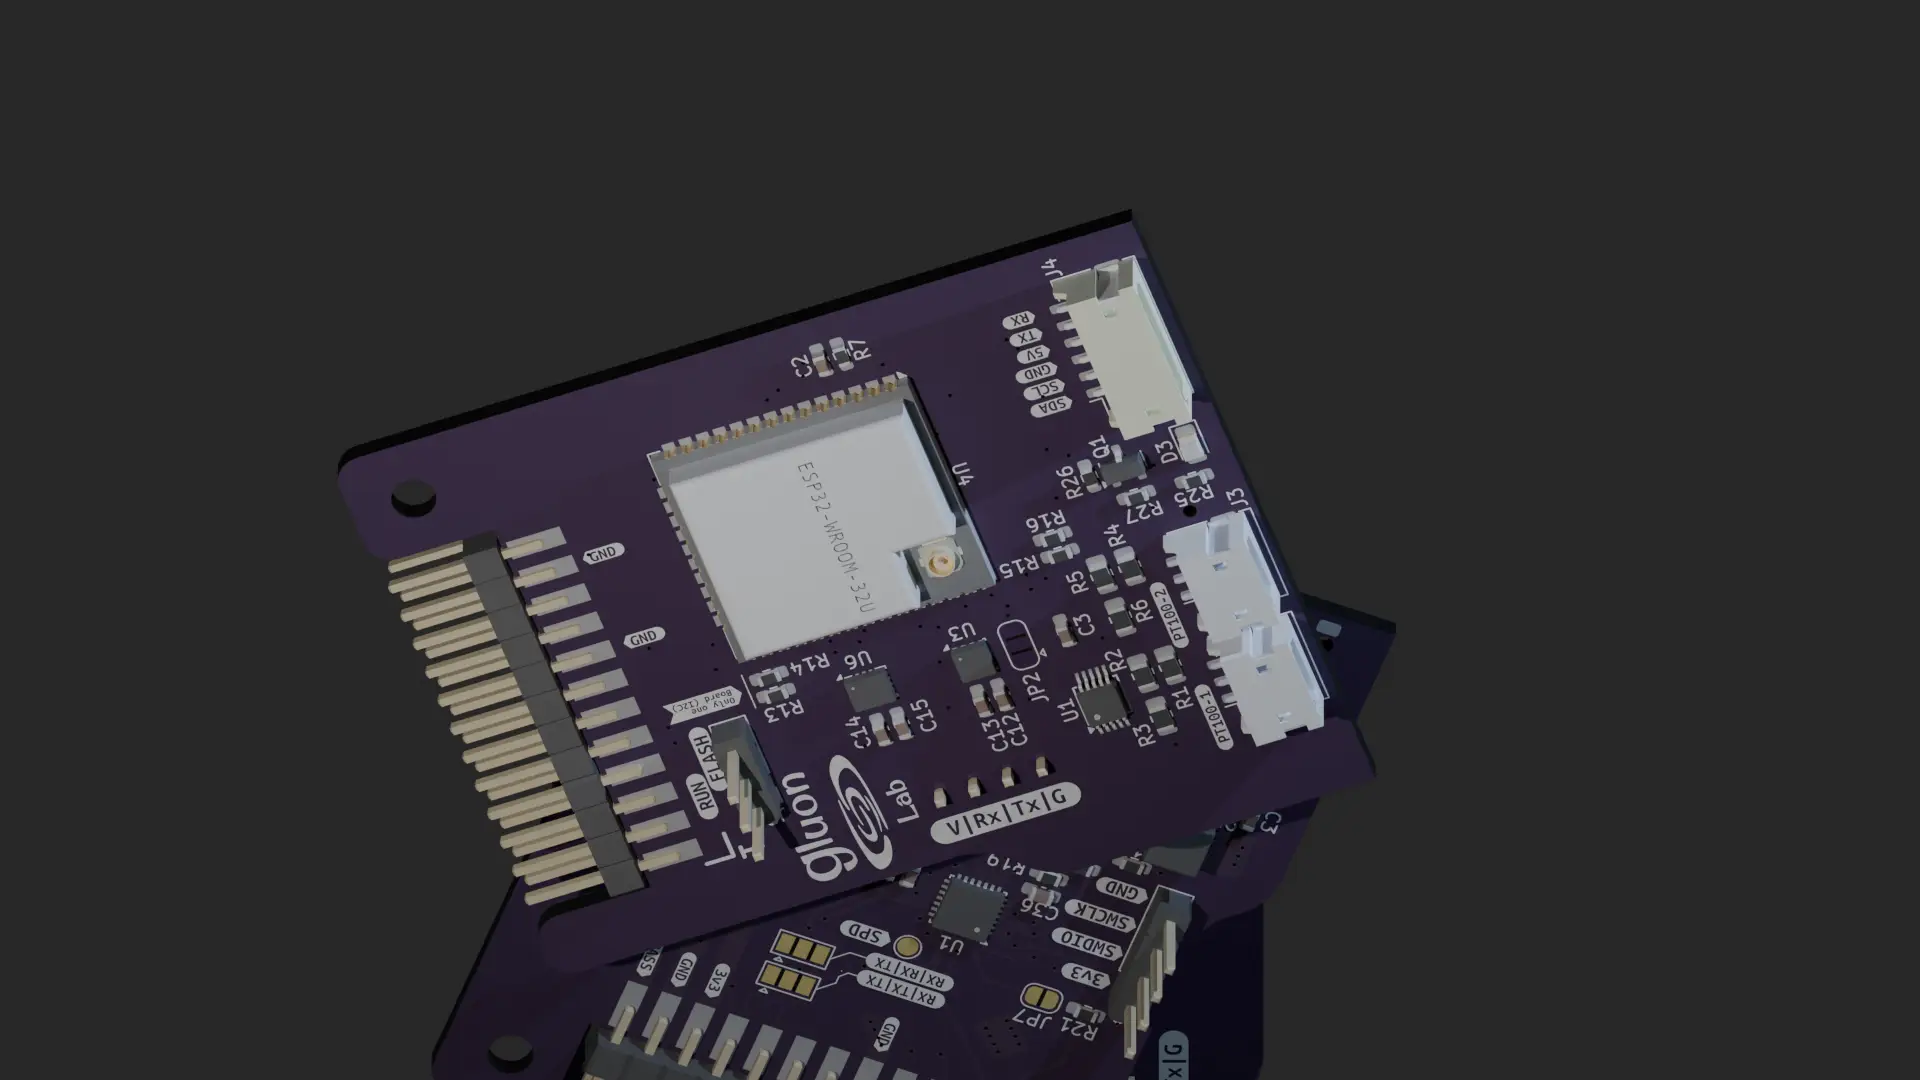 J4
RX
TX
5V
GND
SCL
SDA
C2
R7
ESP32-WROOM-32U
U4
Q1
D3
R26
R25
R27
J3
R16
R15
R4
R5
R6
C3
PT100-2
GND
GND
U3
JP2
U6
R14
R13
R2
R1
U1
R3
PT100-1
C14
C15
C13
C12
Only one
Board (I2C)
FLASH
RUN
gluon
Lab
V|Rx|Tx|G
R19
C36
U1
GND
SWCLK
SWDIO
3v3
SPD
RX|RX|TX
RX|TX|TX
GND
3v3
JP7
R21
GND
C3